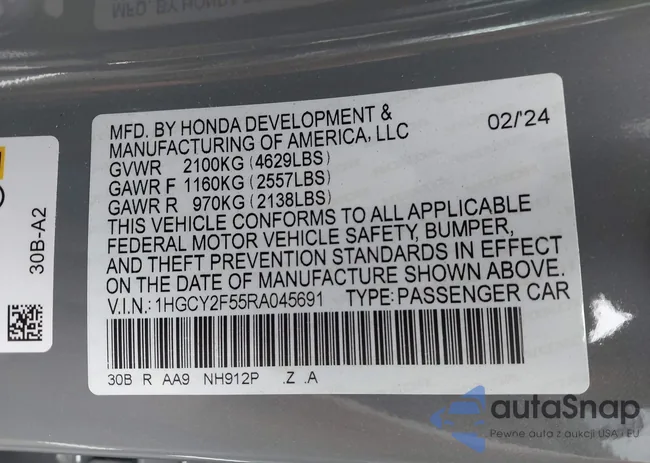 MFD. BY HONDA DEVELOPMENT &
MANUFACTURING OF AMERICA, LLC
02/'24
GVWR 2100KG (4629LBS)
GAWR F 1160KG (2557LBS)
GAWR R 970KG (2138LBS)
THIS VEHICLE CONFORMS TO ALL APPLICABLE
FEDERAL MOTOR VEHICLE SAFETY, BUMPER,
AND THEFT PREVENTION STANDARDS IN EFFECT
ON THE DATE OF MANUFACTURE SHOWN ABOVE.
V.I.N.: 1HGCY2F55RA045691 TYPE: PASSENGER CAR
30B R AA9 NH912P .Z .A
30B-A2
autaSnap
Pewne auta z aukcji USA i EU